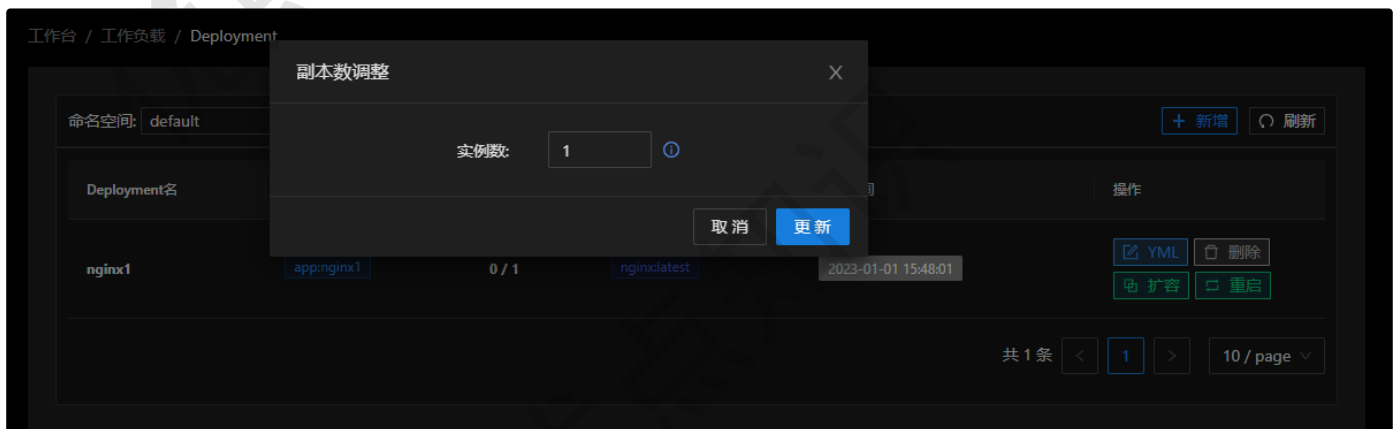 工作台 / 工作负载 / Deployment
副本数调整
命名空间: default
+ 新增
刷新
实例数: 1
Deployment名
间
操作
取消
更新
nginx1
app:nginx1
0 / 1
nginx:latest
2023-01-01 15:48:01
YML
删除
扩容
重启
共 1 条
<
1
>
10 / page